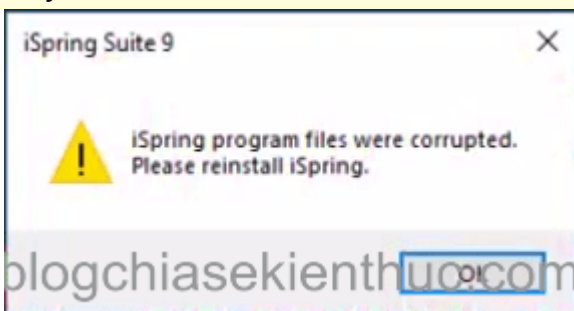 iSpring Suite 9
iSpring program files were corrupted.
Please reinstall iSpring.
blogchiasekienthuc.com